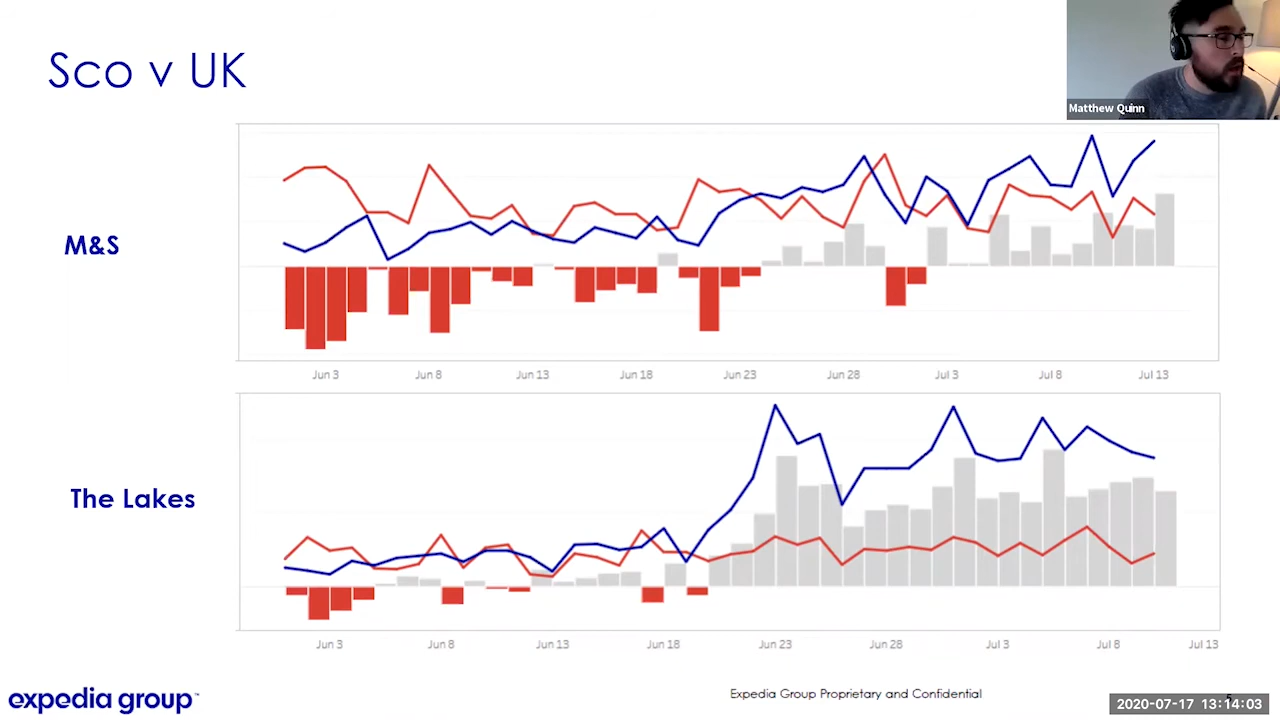 Sco v UK
Matthew Quinn
M&S
Jun 3 Jun 8 Jun 13 Jun 18 Jun 23 Jun 28 Jul 3 Jul 8 Jul 13
The Lakes
Jun 3 Jun 8 Jun 13 Jun 18 Jun 23 Jun 28 Jul 3 Jul 8 Jul 13
expedia group™
Expedia Group Proprietary and Confidential
5
2020-07-17 13:14:03